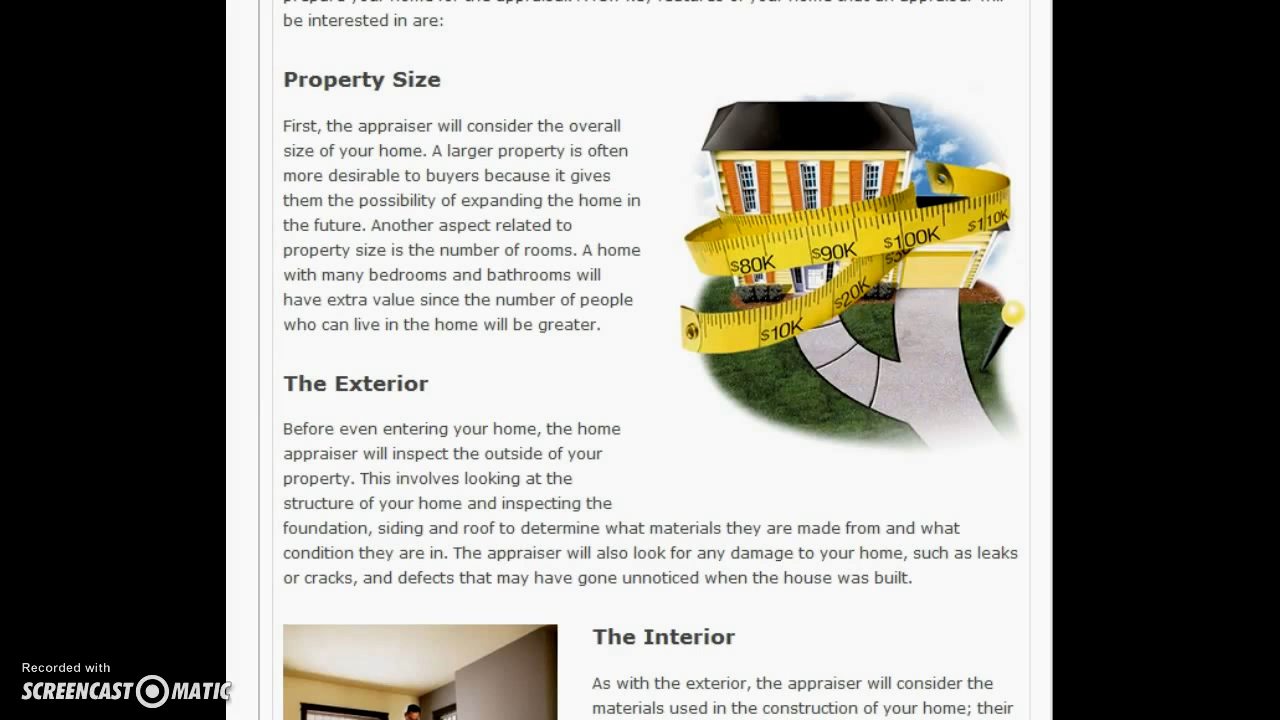 be interested in are:
Property Size
First, the appraiser will consider the overall
size of your home. A larger property is often
more desirable to buyers because it gives
them the possibility of expanding the home in
the future. Another aspect related to
property size is the number of rooms. A home
with many bedrooms and bathrooms will
have extra value since the number of people
who can live in the home will be greater.
$80K $90K $100K $110K
$10K $20K
The Exterior
Before even entering your home, the home
appraiser will inspect the outside of your
property. This involves looking at the
structure of your home and inspecting the
foundation, siding and roof to determine what materials they are made from and what
condition they are in. The appraiser will also look for any damage to your home, such as leaks
or cracks, and defects that may have gone unnoticed when the house was built.
The Interior
As with the exterior, the appraiser will consider the
materials used in the construction of your home; their
Recorded with
SCREENCAST MATIC